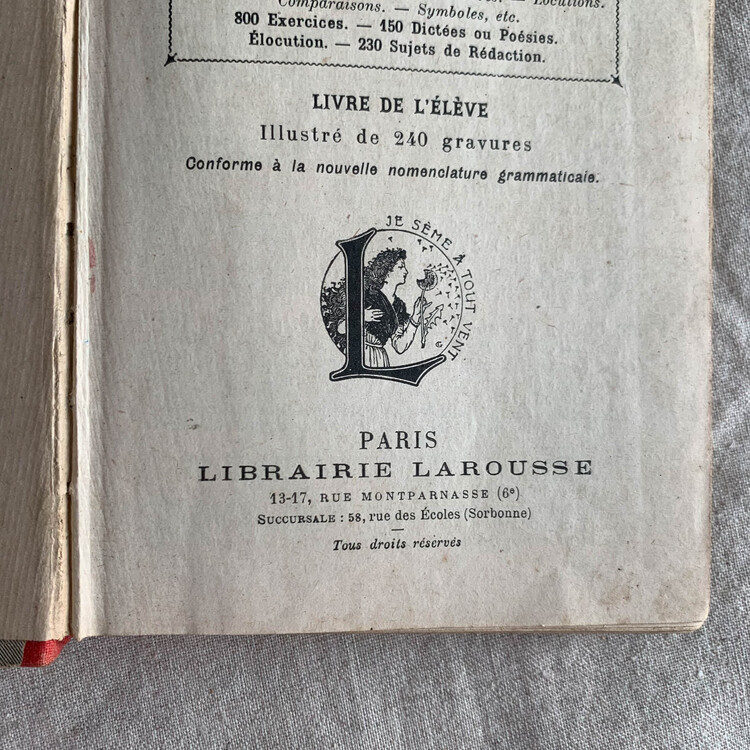 Locutions.
Comparaisons. — Symboles, etc.
800 Exercices. — 150 Dictées ou Poésies.
Élocution. — 230 Sujets de Rédaction.
LIVRE DE L'ÉLÈVE
Illustré de 240 gravures
Conforme à la nouvelle nomenclature grammaticale.
JE SÈME À TOUT VENT
L
PARIS
LIBRAIRIE LAROUSSE
13-17, RUE MONTPARNASSE (6e)
SUCCURSALE : 58, rue des Écoles (Sorbonne)
Tous droits réservés